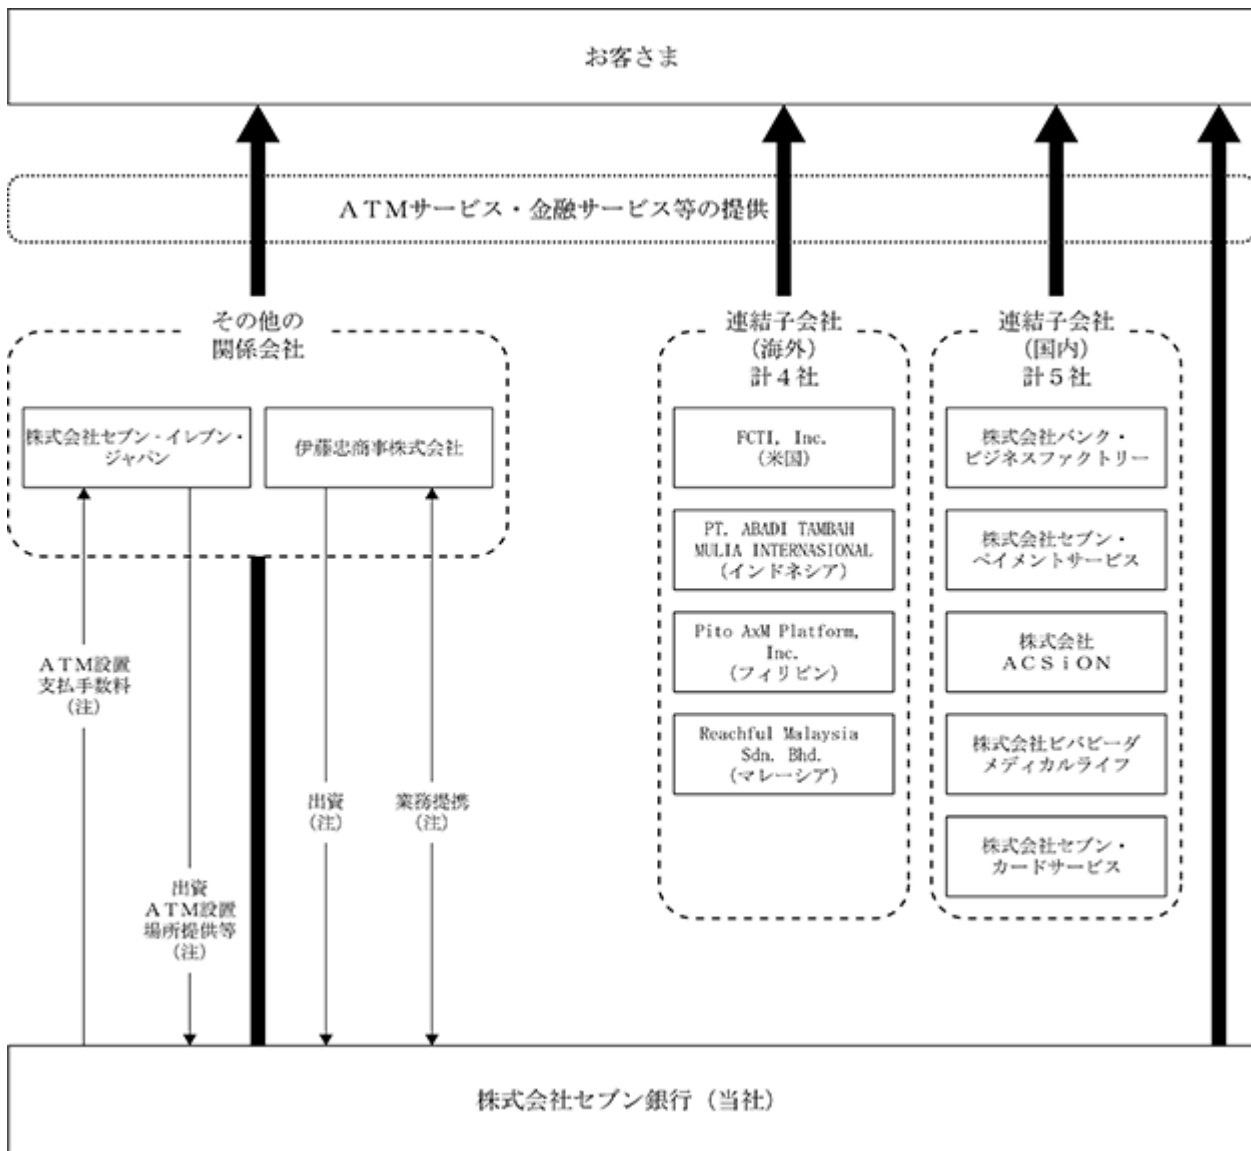 お客さま
ＡＴＭサービス・金融サービス等の提供
その他の
関係会社
株式会社セブン‐イレブン・
ジャパン
伊藤忠商事株式会社
ＡＴＭ設置
支払手数料
（注）
出資
ＡＴＭ設置
場所提供等
（注）
出資
（注）
業務提携
（注）
連結子会社
（海外）
計４社
FCTI, Inc.
（米国）
PT. ABADI TAMBAH
MULIA INTERNASIONAL
（インドネシア）
Pito AxM Platform,
Inc.
（フィリピン）
Reachful Malaysia
Sdn. Bhd.
（マレーシア）
連結子会社
（国内）
計５社
株式会社バンク・
ビジネスファクトリー
株式会社セブン・
ペイメントサービス
株式会社
ＡＣＳｉＯＮ
株式会社ビバビーダ
メディカルライフ
株式会社セブン・
カードサービス
株式会社セブン銀行（当社）